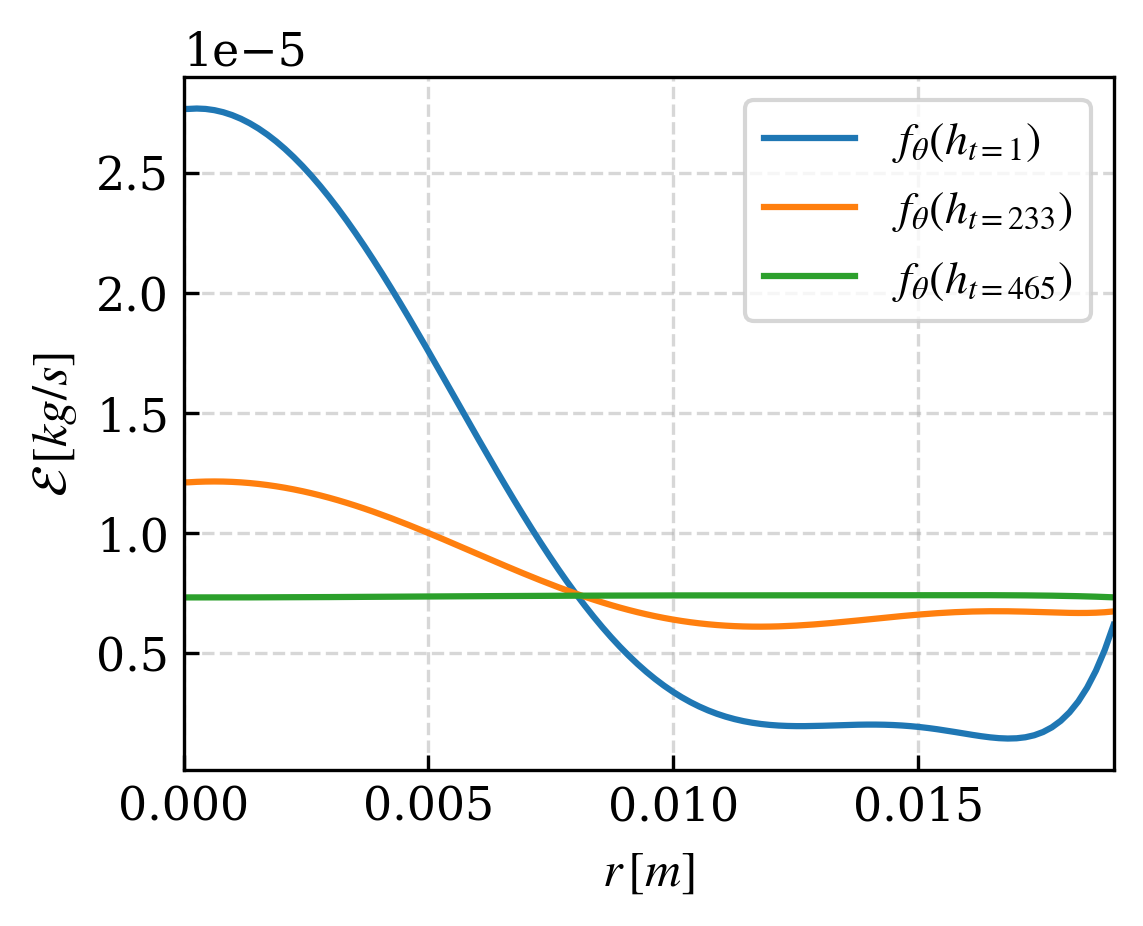 1e−5
2.5
2.0
1.5
1.0
0.5
ℰ [kg/s]
f_θ(h_{t=1})
f_θ(h_{t=233})
f_θ(h_{t=465})
0.000 0.005 0.010 0.015
r [m]